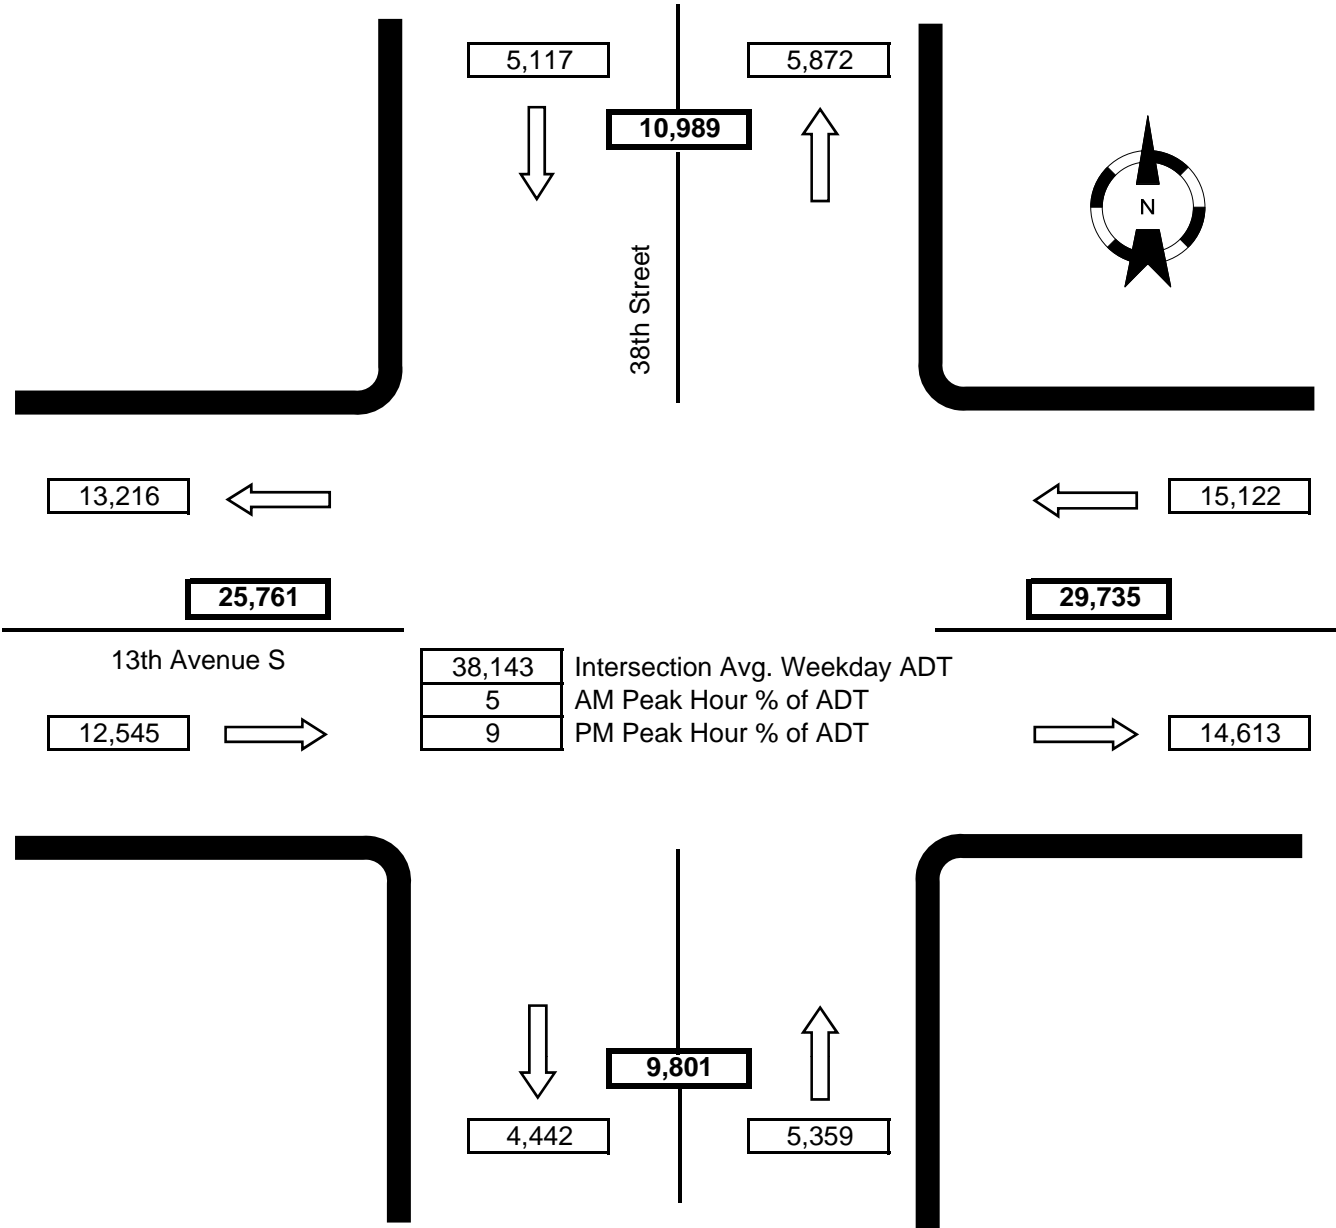 5,117
5,872
10,989
N
38th Street
13,216
15,122
25,761
29,735
13th Avenue S
38,143 Intersection Avg. Weekday ADT
5 AM Peak Hour % of ADT
9 PM Peak Hour % of ADT
12,545
14,613
9,801
4,442
5,359